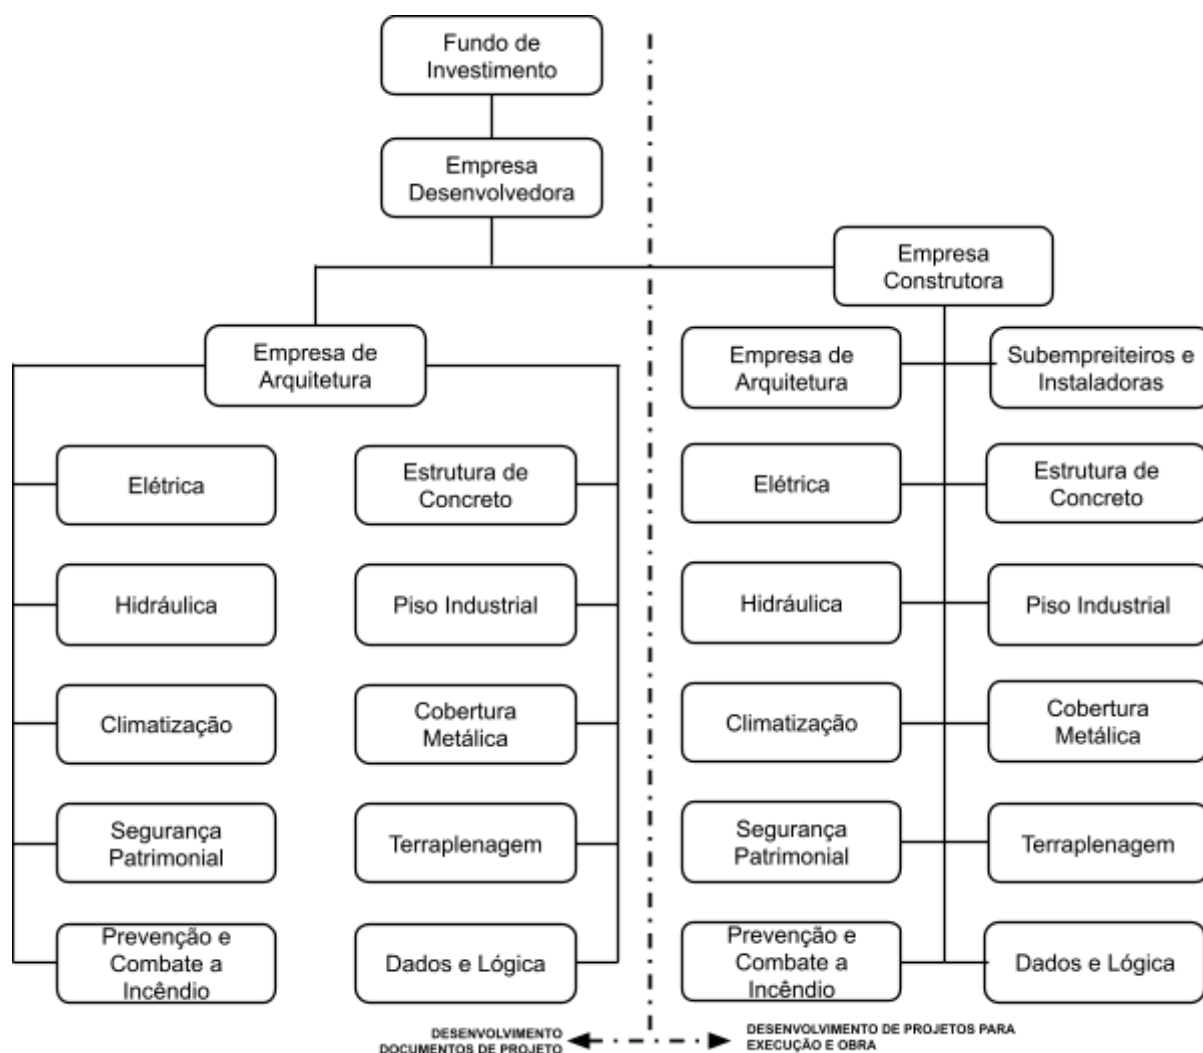 Fundo de
Investimento
Empresa
Desenvolvedora
Empresa
Construtora
Empresa de
Arquitetura
Elétrica
Estrutura de
Concreto
Hidráulica
Piso Industrial
Climatização
Cobertura
Metálica
Segurança
Patrimonial
Terraplenagem
Prevenção e
Combate a
Incêndio
Dados e Lógica
Empresa de
Arquitetura
Subempreiteiros e
Instaladoras
Elétrica
Estrutura de
Concreto
Hidráulica
Piso Industrial
Climatização
Cobertura
Metálica
Segurança
Patrimonial
Terraplenagem
Prevenção e
Combate a
Incêndio
Dados e Lógica
DESENVOLVIMENTO
DOCUMENTOS DE PROJETO
DESENVOLVIMENTO DE PROJETOS PARA
EXECUÇÃO E OBRA